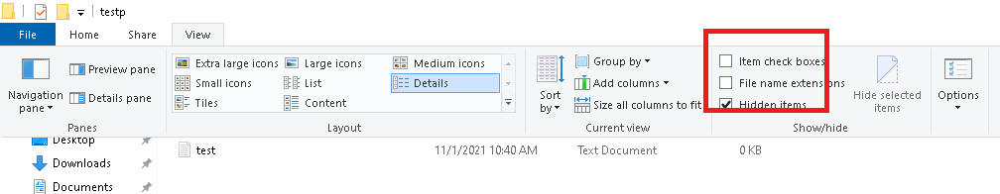 testp
File Home Share View
Navigation pane
Preview pane
Details pane
Panes
Extra large icons Large icons Medium icons
Small icons List Details
Tiles Content
Layout
Sort by
Group by
Add columns
Size all columns to fit
Current view
Item check boxes
File name extensions
Hidden items
Hide selected items
Show/hide
Options
Desktop
Downloads
Documents
test 11/1/2021 10:40 AM Text Document 0 KB